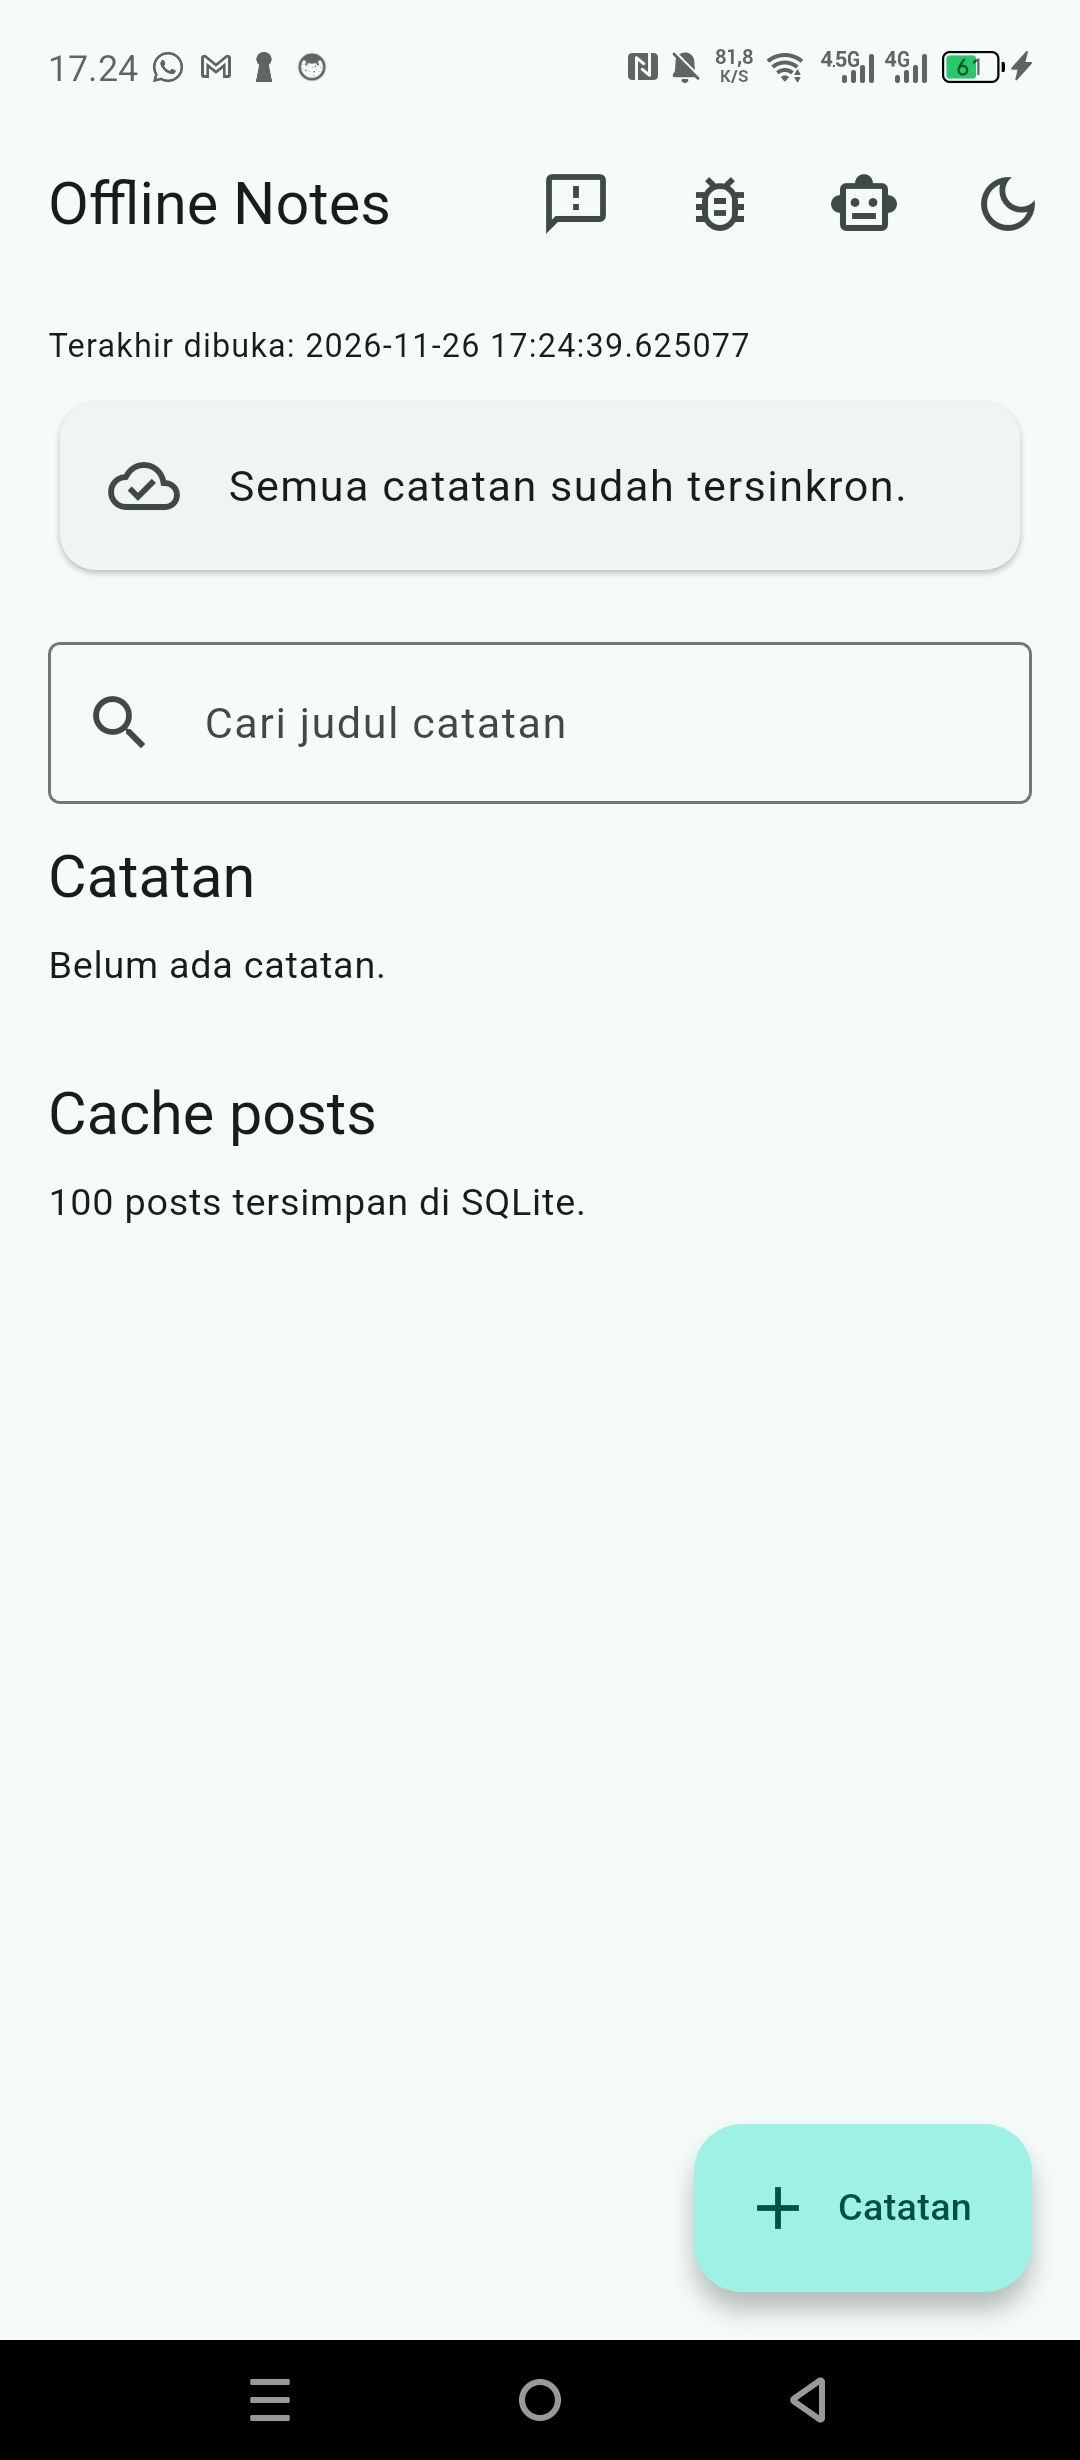 17.24
81,8
K/S
4.5G
4G
61
Offline Notes
Terakhir dibuka: 2026-11-26 17:24:39.625077
Semua catatan sudah tersinkron.
Cari judul catatan
Catatan
Belum ada catatan.
Cache posts
100 posts tersimpan di SQLite.
Catatan